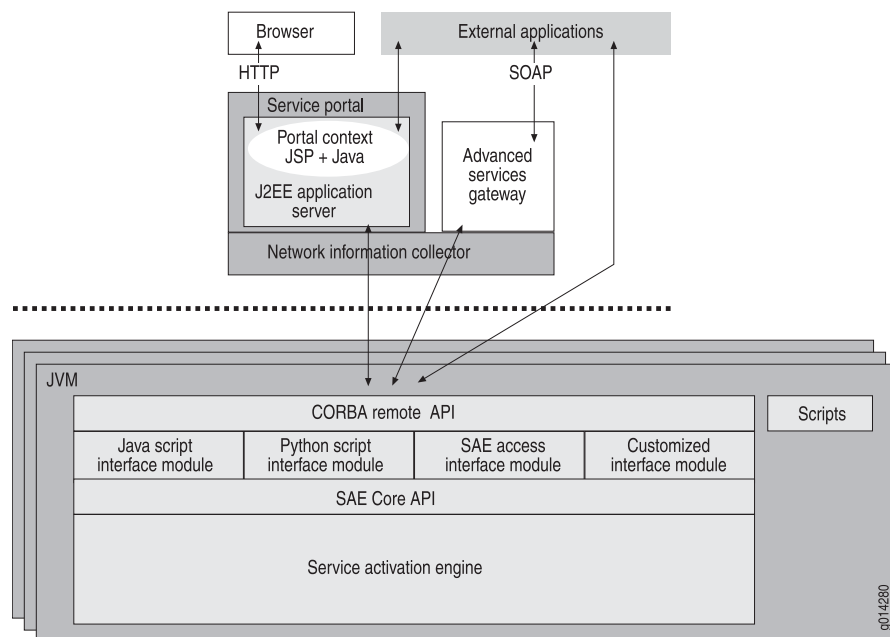 Browser
External applications
HTTP
SOAP
Service portal
Portal context
JSP + Java
J2EE application
server
Advanced
services
gateway
Network information collector
JVM
CORBA remote API
Scripts
Java script
interface module
Python script
interface module
SAE access
interface module
Customized
interface module
SAE Core API
Service activation engine
g014280